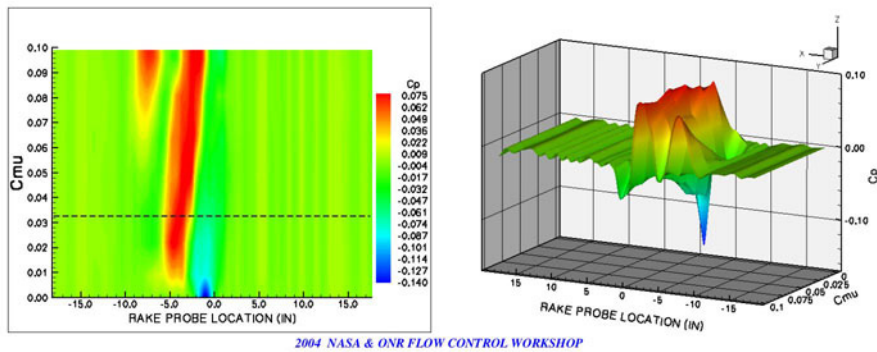 0.10
0.09
0.08
0.07
0.06
0.05
0.04
0.03
0.02
0.01
0.00
Cmu
-15.0 -10.0 -5.0 0.0 5.0 10.0 15.0
RAKE PROBE LOCATION (IN)
Cp
0.075
0.062
0.049
0.036
0.022
0.009
-0.004
-0.017
-0.032
-0.047
-0.061
-0.074
-0.087
-0.101
-0.114
-0.127
-0.140
Z
X
Y
0.10
0.00
-0.10
Cp
15 10 5 0 -5 -10 -15
RAKE PROBE LOCATION (IN)
0.1 0.075 0.05 0.025 0
Cmu
2004 NASA & ONR FLOW CONTROL WORKSHOP